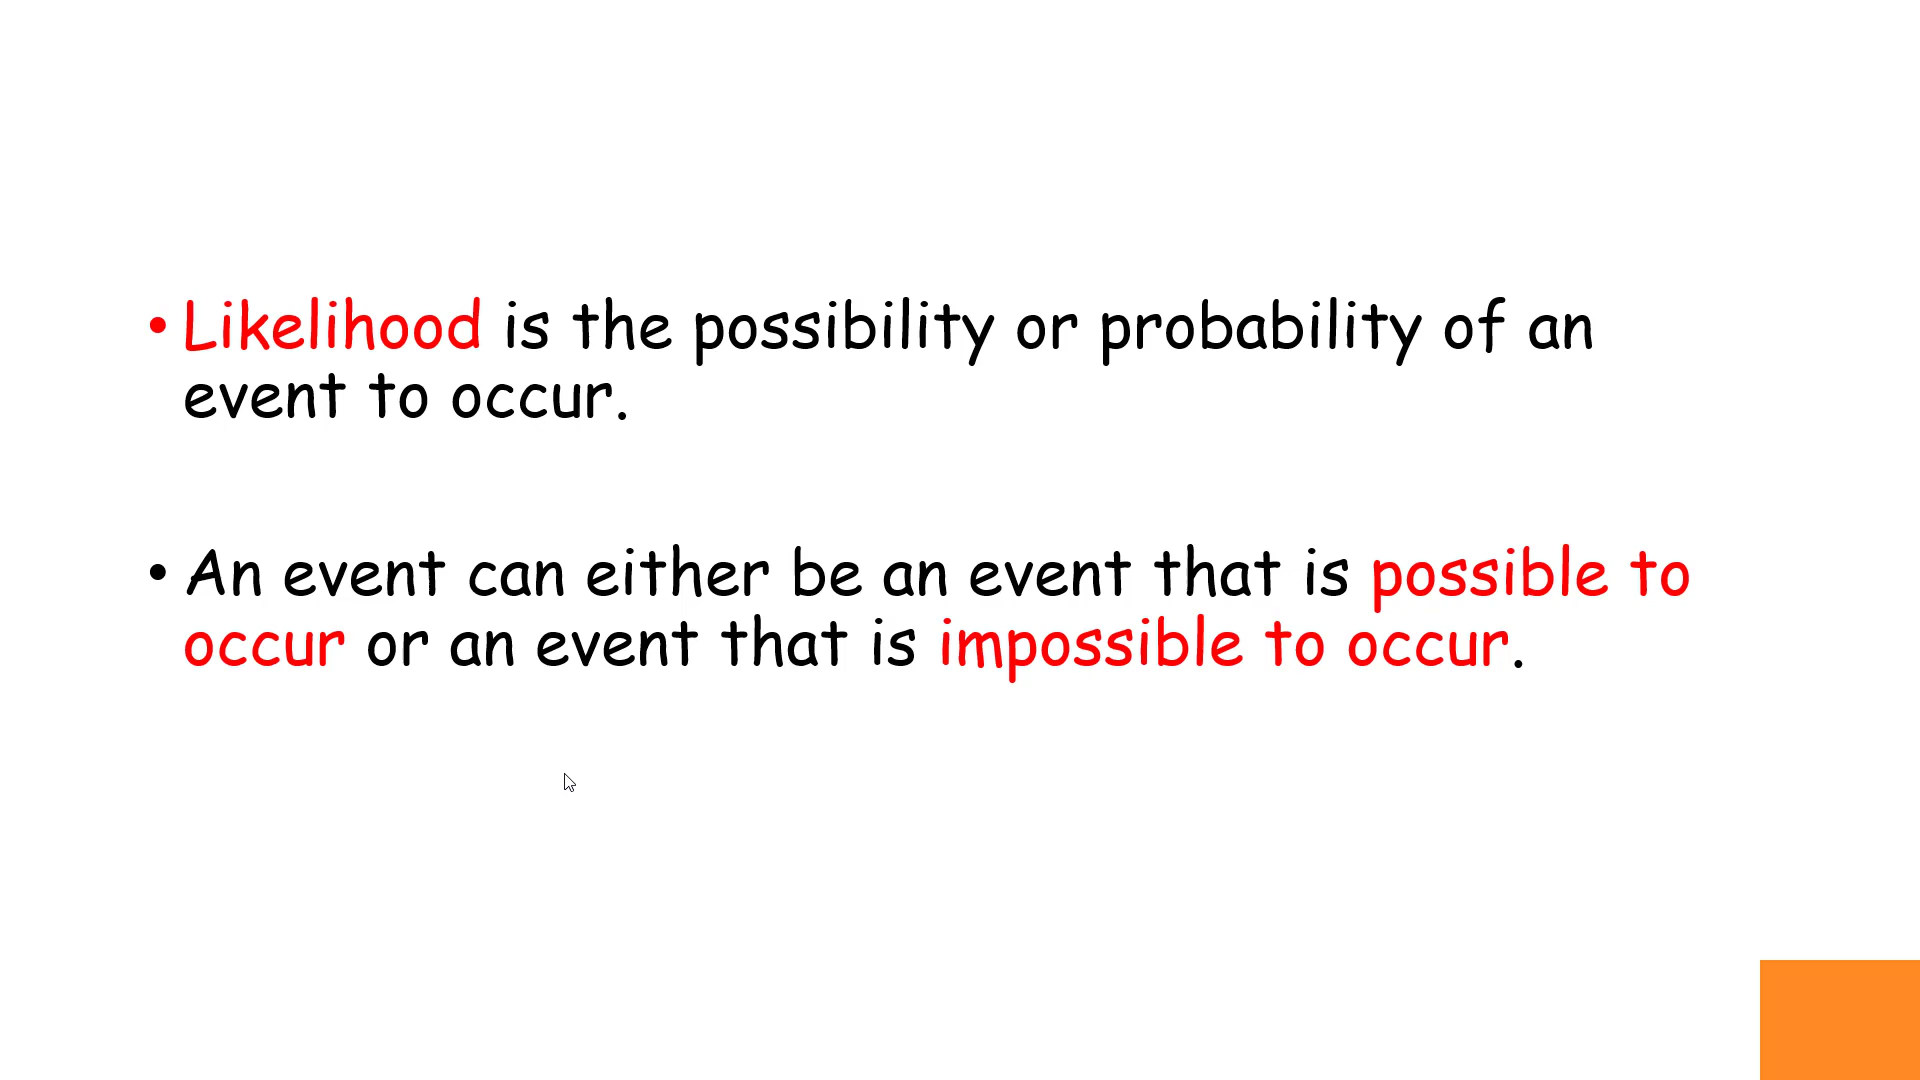 • Likelihood is the possibility or probability of an
event to occur.
• An event can either be an event that is possible to
occur or an event that is impossible to occur.